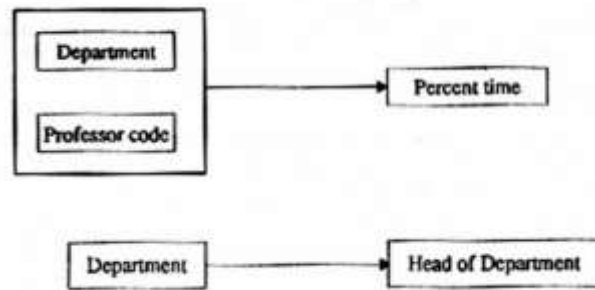 Department
Percent time
Professor code
Department
Head of Department